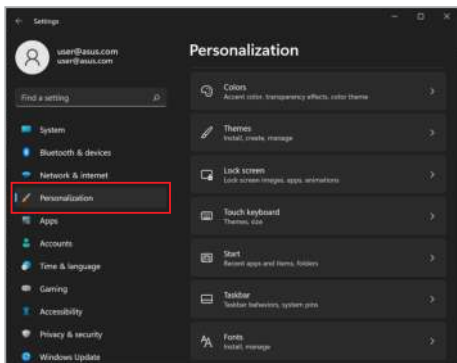 Settings
user@asus.com
user@asus.com
Find a setting
System
Bluetooth & devices
Network & internet
Personalization
Apps
Accounts
Time & language
Gaming
Accessibility
Privacy & security
Windows Update
Personalization
Colors
Accent color, transparency effects, color theme
Themes
Install, create, manage
Lock screen
Lock screen images, apps, animations
Touch keyboard
Themes, size
Start
Recent apps and items, folders
Taskbar
Taskbar behaviors, system pins
Fonts
Install, manage